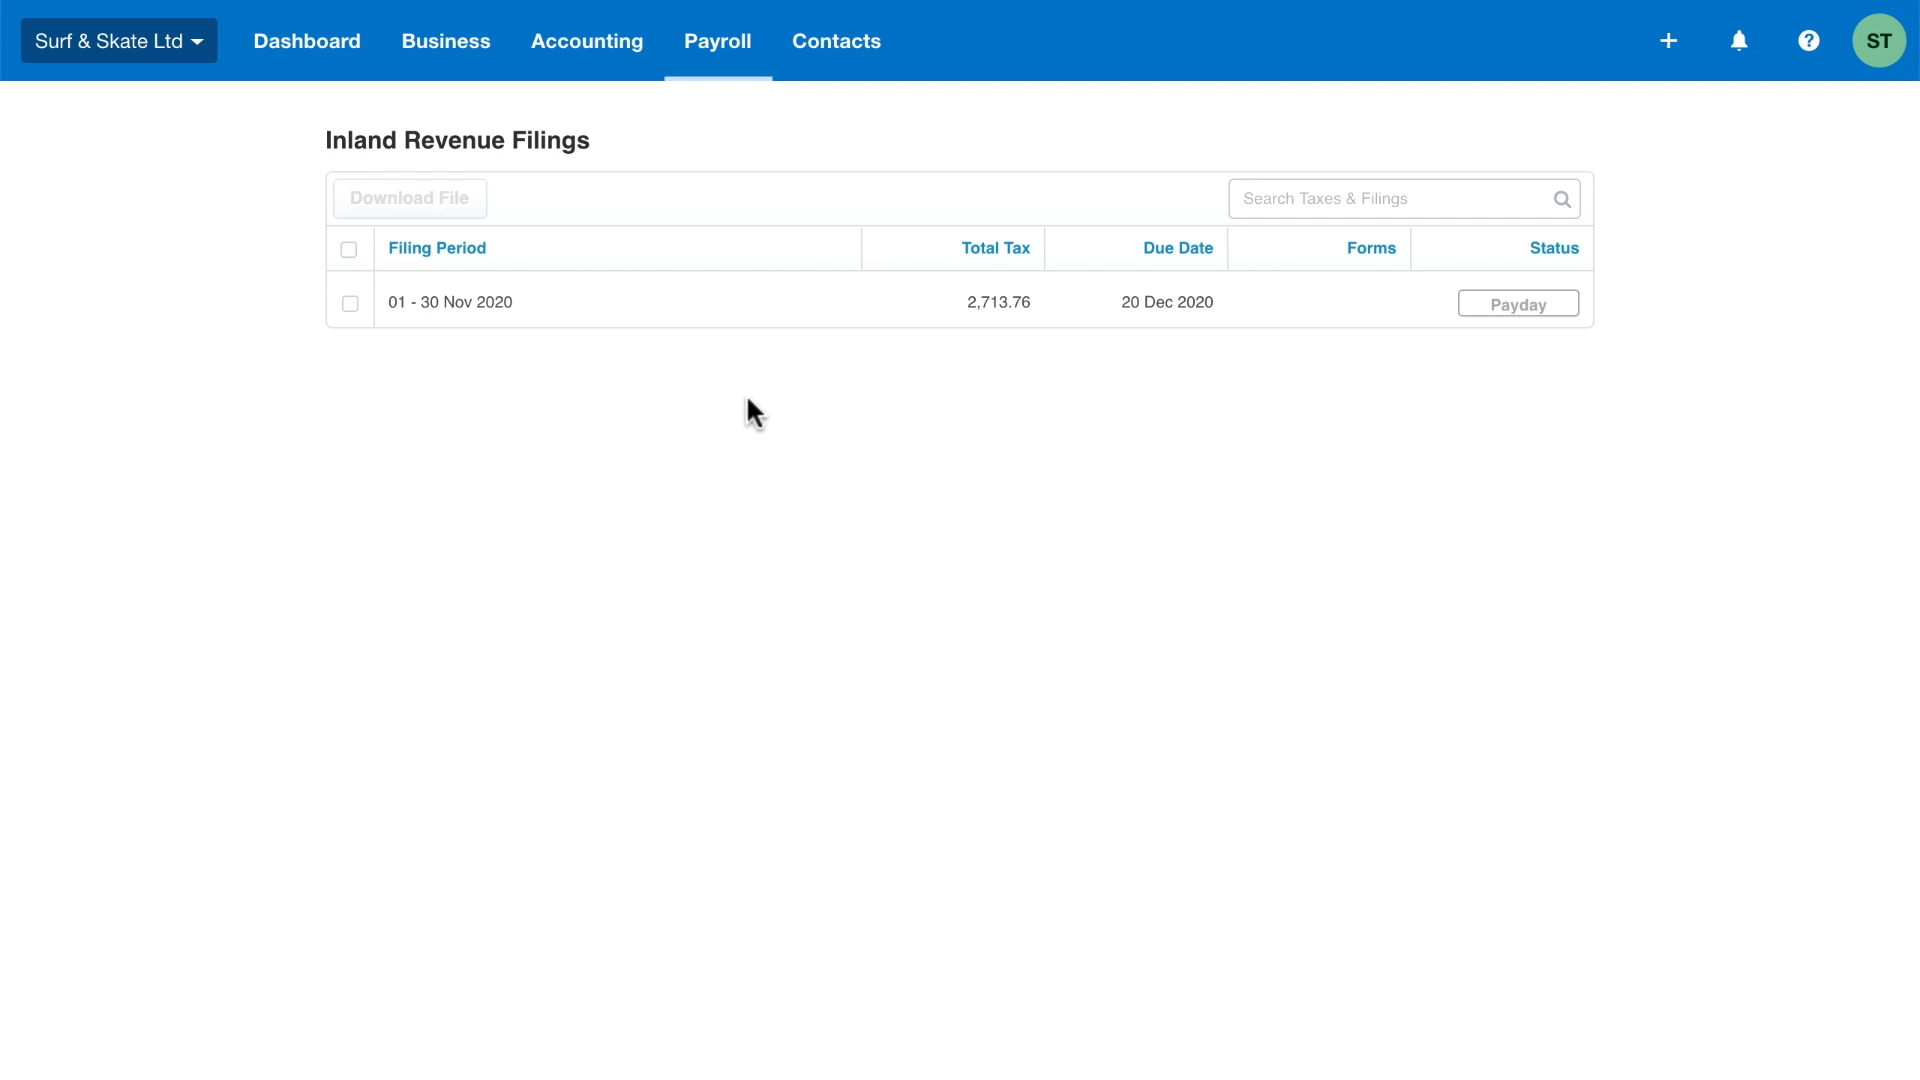 Surf & Skate Ltd Dashboard Business Accounting Payroll Contacts ST
Inland Revenue Filings
Download File Search Taxes & Filings
Filing Period Total Tax Due Date Forms Status
01 - 30 Nov 2020 2,713.76 20 Dec 2020 Payday